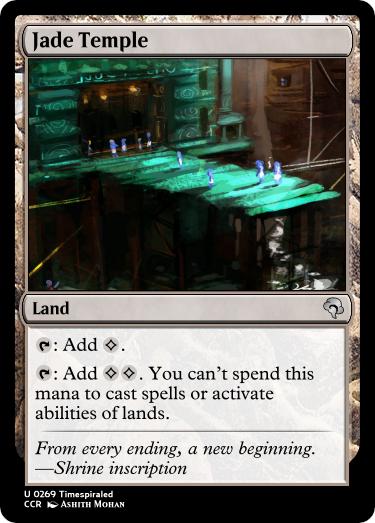 Jade Temple
Land
: Add .
: Add . You can't spend this
mana to cast spells or activate
abilities of lands.
From every ending, a new beginning.
—Shrine inscription
U 0269 Timespiraled
CCR ASHITH MOHAN